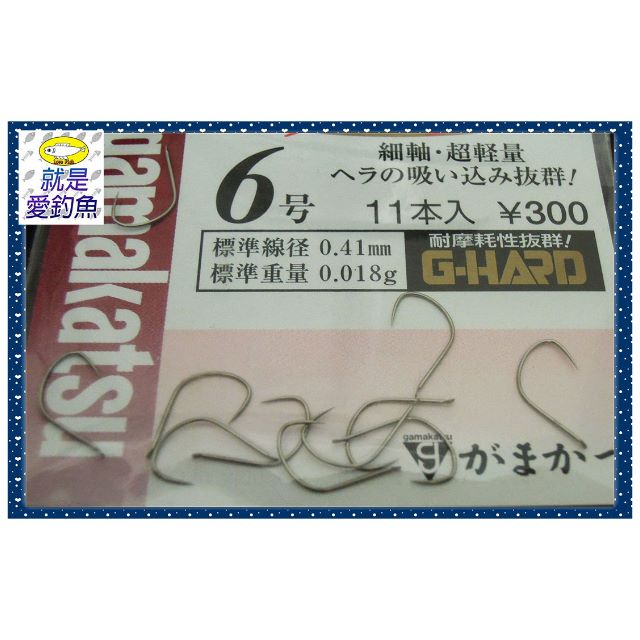 就是
愛釣魚
gamakatsu
細軸・超軽量
ヘラの吸い込み抜群!
6号
11本入 ¥300
標準線径 0.41mm
標準重量 0.018g
耐摩耗性抜群!
G-HARD
gamakatsu
g
がまかつ